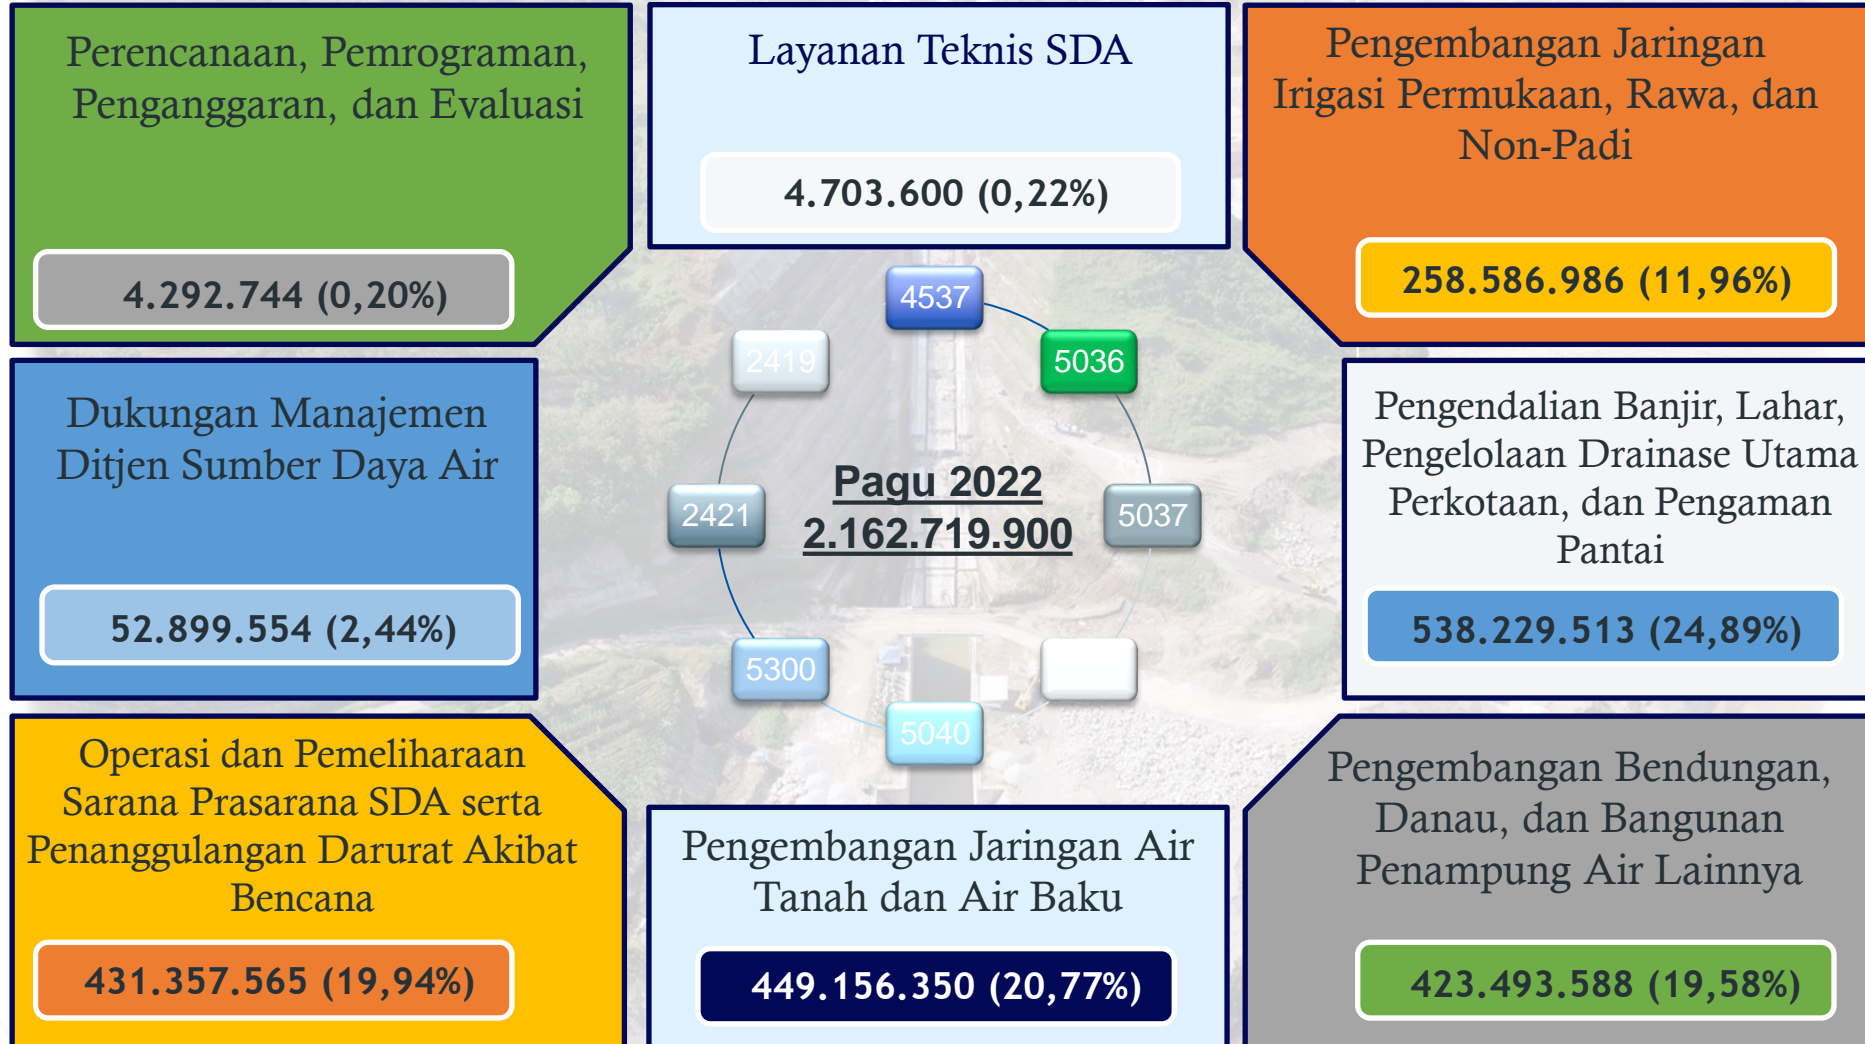 Perencanaan, Pemrograman,
Penganggaran, dan Evaluasi
4.292.744 (0,20%)
Layanan Teknis SDA
4.703.600 (0,22%)
Pengembangan Jaringan
Irigasi Permukaan, Rawa, dan
Non-Padi
258.586.986 (11,96%)
Dukungan Manajemen
Ditjen Sumber Daya Air
52.899.554 (2,44%)
4537
2419
5036
2421
Pagu 2022
2.162.719.900
5037
5300
5040
Pengendalian Banjir, Lahar,
Pengelolaan Drainase Utama
Perkotaan, dan Pengaman
Pantai
538.229.513 (24,89%)
Operasi dan Pemeliharaan
Sarana Prasarana SDA serta
Penanggulangan Darurat Akibat
Bencana
431.357.565 (19,94%)
Pengembangan Jaringan Air
Tanah dan Air Baku
449.156.350 (20,77%)
Pengembangan Bendungan,
Danau, dan Bangunan
Penampung Air Lainnya
423.493.588 (19,58%)